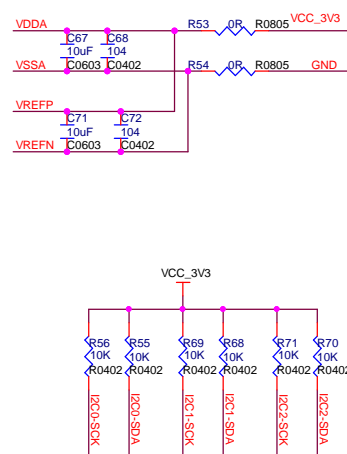 VDDA
C67
10uF
C0603
C68
104
C0402
R53
0R
R0805
VCC_3V3
VSSA
R54
0R
R0805
GND
VREFP
C71
10uF
C0603
C72
104
C0402
VREFN
VCC_3V3
R56
10K
R0402
R55
10K
R0402
R69
10K
R0402
R68
10K
R0402
R71
10K
R0402
R70
10K
R0402
I2C0-SCK
I2C0-SDA
I2C1-SCK
I2C1-SDA
I2C2-SCK
I2C2-SDA